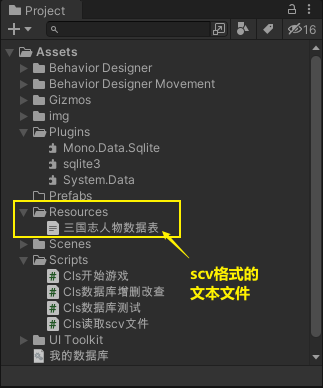 Project
16
Assets
Behavior Designer
Behavior Designer Movement
Gizmos
img
Plugins
Mono.Data.Sqlite
sqlite3
System.Data
Prefabs
Resources
三国志人物数据表
Scenes
Scripts
Cls开始游戏
Cls数据库增删改查
Cls数据库测试
Cls读取scv文件
UI Toolkit
我的数据库
scv格式的
文本文件